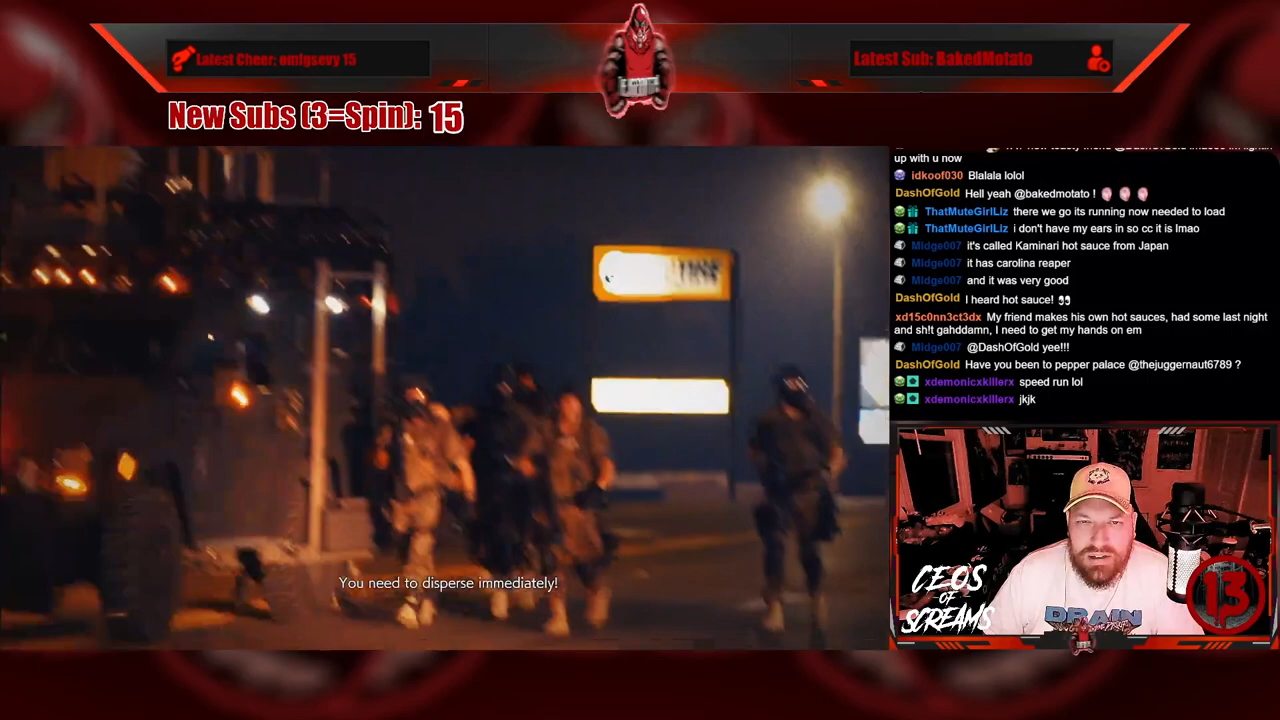 Latest Cheer: omfgsevy 15
Latest Sub: BakedMotato
New Subs (3=Spin): 15
up with u now
idkoof030 Blalala lolol
DashOfGold Hell yeah @bakedmotato !
ThatMuteGirlLiz there we go its running now needed to load
ThatMuteGirlLiz i don't have my ears in so cc it is lmao
Midge007 it's called Kaminari hot sauce from Japan
Midge007 it has carolina reaper
Midge007 and it was very good
DashOfGold I heard hot sauce! 👀
xd15c0nn3ct3dx My friend makes his own hot sauces, had some last night
and sh!t gahddamn, I need to get my hands on em
Midge007 @DashOfGold yee!!!
DashOfGold Have you been to pepper palace @thejuggernaut6789 ?
xdemonicxkillerx speed run lol
xdemonicxkillerx jkjk
You need to disperse immediately!
CEOS
OF
SCREAMS
13
DRAIN